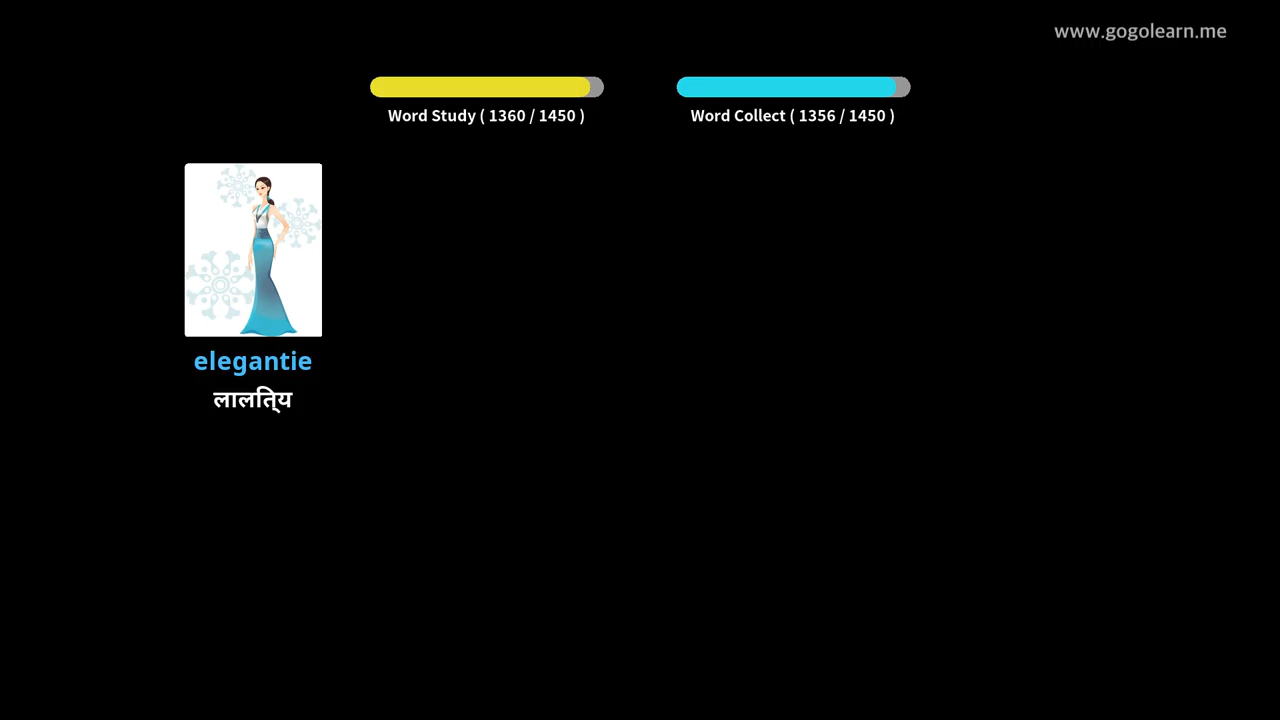 www.gogolearn.me
Word Study ( 1360 / 1450 )
Word Collect ( 1356 / 1450 )
elegantie
लालित्य